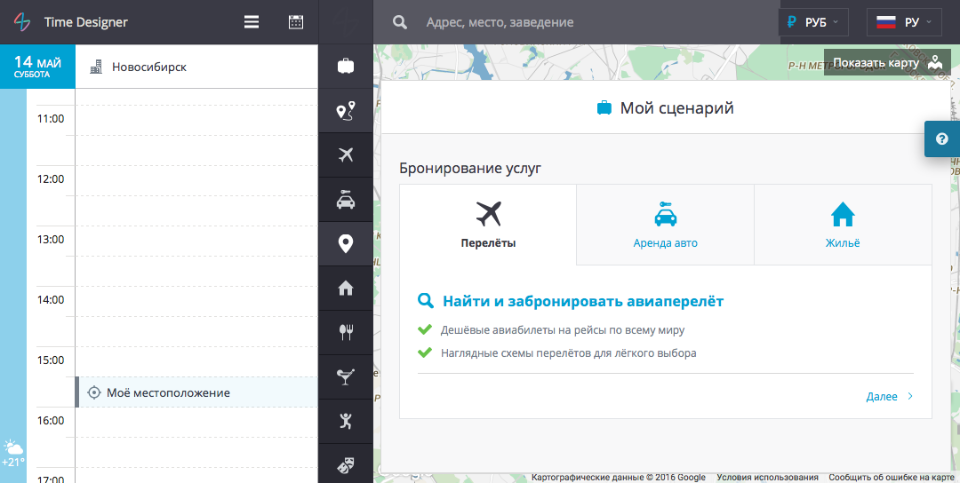 Time Designer
Адрес, место, заведение
₽ РУБ
РУ
14 МАЙ
СУББОТА
Новосибирск
Показать карту
11:00
12:00
13:00
14:00
15:00
Моё местоположение
16:00
17:00
+21°
Мой сценарий
Бронирование услуг
Перелёты
Аренда авто
Жильё
Найти и забронировать авиаперелёт
Дешёвые авиабилеты на рейсы по всему миру
Наглядные схемы перелётов для лёгкого выбора
Далее
Картографические данные © 2016 Google
Условия использования
Сообщить об ошибке на карте